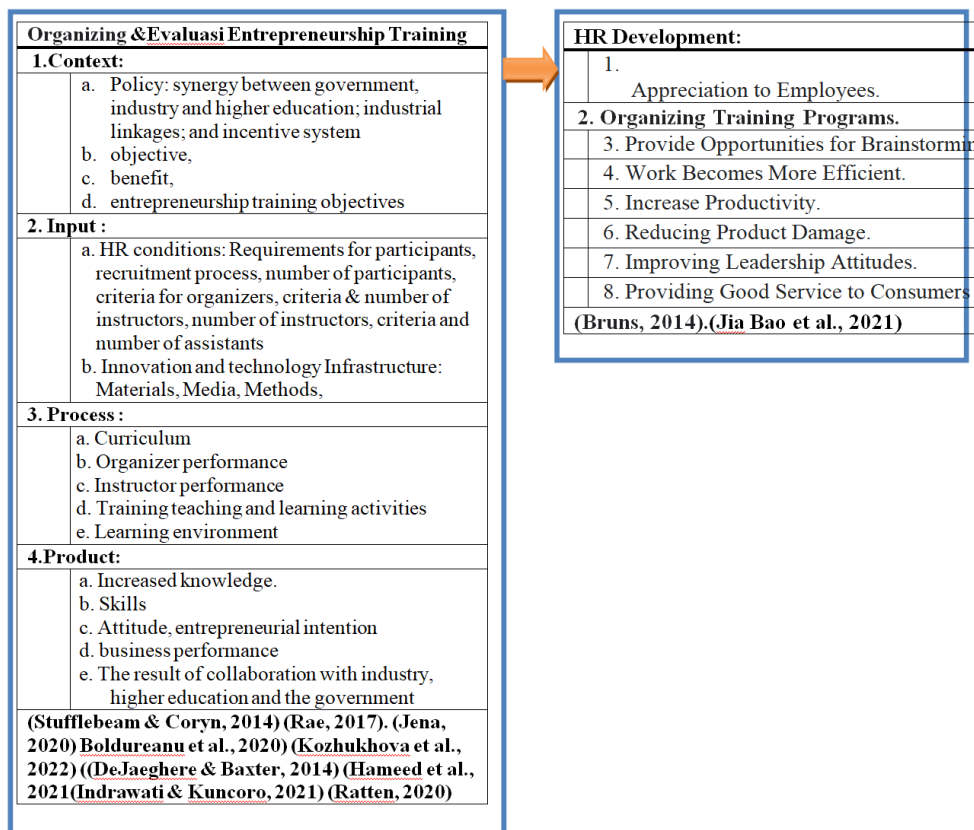 Organizing &Evaluasi Entrepreneurship Training
1.Context:
a. Policy: synergy between government,
industry and higher education; industrial
linkages; and incentive system
b. objective,
c. benefit,
d. entrepreneurship training objectives
2. Input :
a. HR conditions: Requirements for participants,
recruitment process, number of participants,
criteria for organizers, criteria & number of
instructors, number of instructors, criteria and
number of assistants
b. Innovation and technology Infrastructure:
Materials, Media, Methods,
3. Process :
a. Curriculum
b. Organizer performance
c. Instructor performance
d. Training teaching and learning activities
e. Learning environment
4.Product:
a. Increased knowledge.
b. Skills
c. Attitude, entrepreneurial intention
d. business performance
e. The result of collaboration with industry,
higher education and the government
(Stufflebeam & Coryn, 2014) (Rae, 2017). (Jena,
2020) Boldureanu et al., 2020) (Kozhukhova et al.,
2022) ((DeJaeghere & Baxter, 2014) (Hameed et al.,
2021(Indrawati & Kuncoro, 2021) (Ratten, 2020)
HR Development:
1.
Appreciation to Employees.
2. Organizing Training Programs.
3. Provide Opportunities for
4. Work Becomes More Efficient.
5. Increase Productivity.
6. Reducing Product Damage.
7. Improving Leadership Attitudes.
8. Providing Good Service to Consumers
(Bruns, 2014).(Jia Bao et al., 2021)